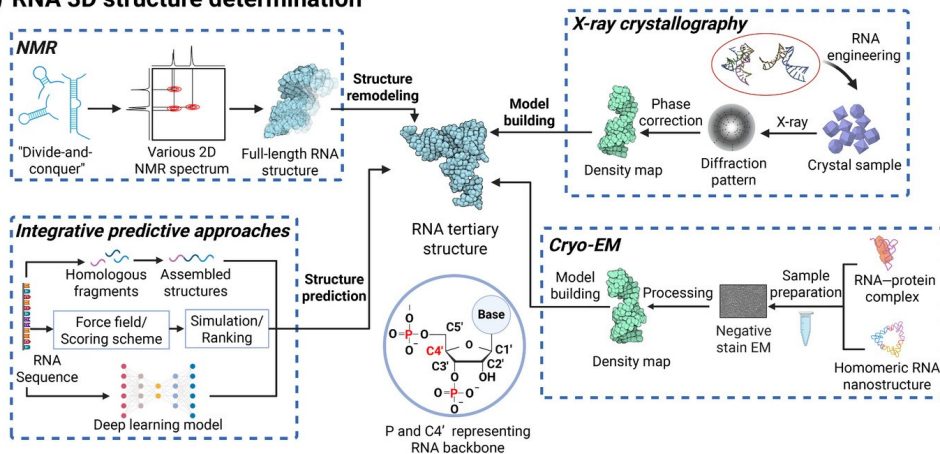 RNA 3D structure determination
NMR
"Divide-and-
conquer"
Various 2D
NMR spectrum
Full-length RNA
structure
Structure
remodeling
X-ray crystallography
RNA
engineering
Crystal sample
X-ray
Diffraction
pattern
Phase
correction
Density map
Model
building
RNA tertiary
structure
Integrative predictive approaches
Homologous
fragments
Assembled
structures
Force field/
Scoring scheme
Simulation/
Ranking
RNA
Sequence
Deep learning model
Structure
prediction
Base
O
O=P–O
O⁻
C5'
C4'
O
C1'
C3'
C2'
O
OH
O=P–O⁻
O
P and C4' representing
RNA backbone
Cryo-EM
RNA–protein
complex
Homomeric RNA
nanostructure
Sample
preparation
Negative
stain EM
Processing
Density map
Model
building